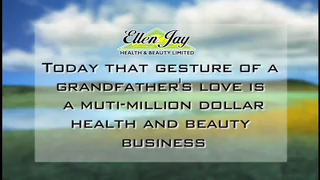 Ellen Jay
HEALTH & BEAUTY LIMITED
TODAY THAT GESTURE OF A
GRANDFATHER'S LOVE IS
A MUTI-MILLION DOLLAR
HEALTH AND BEAUTY
BUSINESS